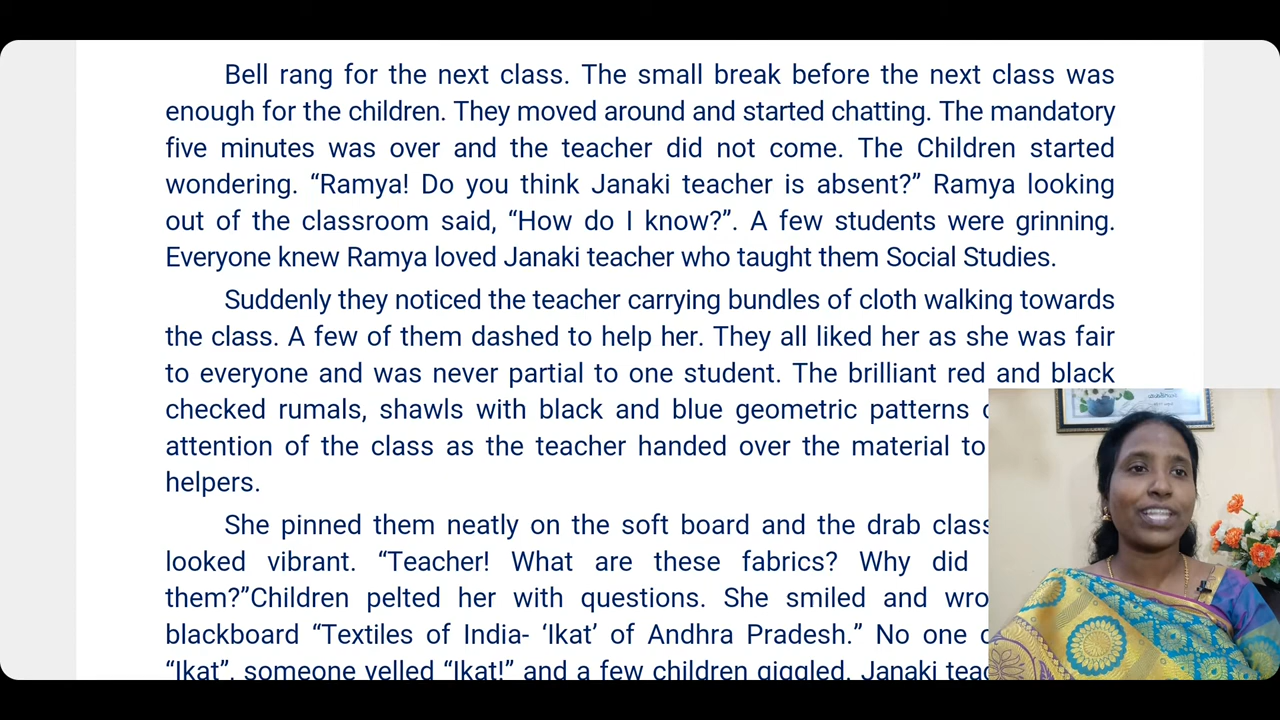 Bell rang for the next class. The small break before the next class was
enough for the children. They moved around and started chatting. The mandatory
five minutes was over and the teacher did not come. The Children started
wondering. “Ramya! Do you think Janaki teacher is absent?” Ramya looking
out of the classroom said, “How do I know?”. A few students were grinning.
Everyone knew Ramya loved Janaki teacher who taught them Social Studies.
Suddenly they noticed the teacher carrying bundles of cloth walking towards
the class. A few of them dashed to help her. They all liked her as she was fair
to everyone and was never partial to one student. The brilliant red and black
checked rumals, shawls with black and blue geometric patterns
attention of the class as the teacher handed over the material to
helpers.
She pinned them neatly on the soft board and the drab
looked vibrant. “Teacher! What are these fabrics? Why did
them?”Children pelted her with questions. She smiled and
blackboard “Textiles of India- ‘Ikat’ of Andhra Pradesh.” No one
“Ikat”, someone yelled “Ikat!” and a few children giggled. Janaki